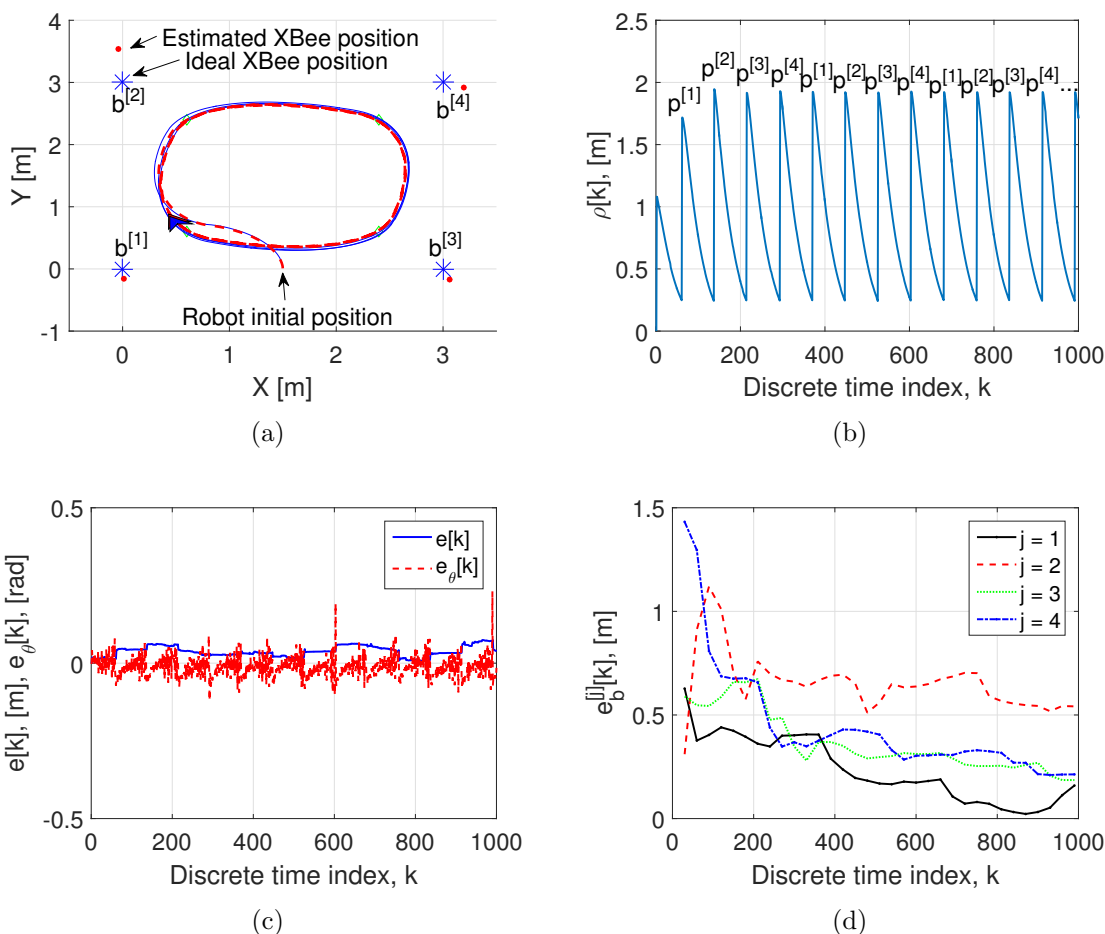 4
3
2
1
0
-1
0
1
2
3
Y [m]
X [m]
Estimated XBee position
Ideal XBee position
b[2]
b[4]
b[1]
b[3]
Robot initial position
(a)
2.5
2
1.5
1
0.5
0
0
200
400
600
800
1000
ρ[k], [m]
Discrete time index, k
p[1]
p[2]
p[3]
p[4]
p[1]
p[2]
p[3]
p[4]
p[1]
p[2]
p[3]
p[4]...
(b)
0.5
0
-0.5
0
200
400
600
800
1000
e[k], [m], eθ[k], [rad]
Discrete time index, k
e[k]
eθ[k]
(c)
1.5
1
0.5
0
0
200
400
600
800
1000
eb[j][k], [m]
Discrete time index, k
j = 1
j = 2
j = 3
j = 4
(d)